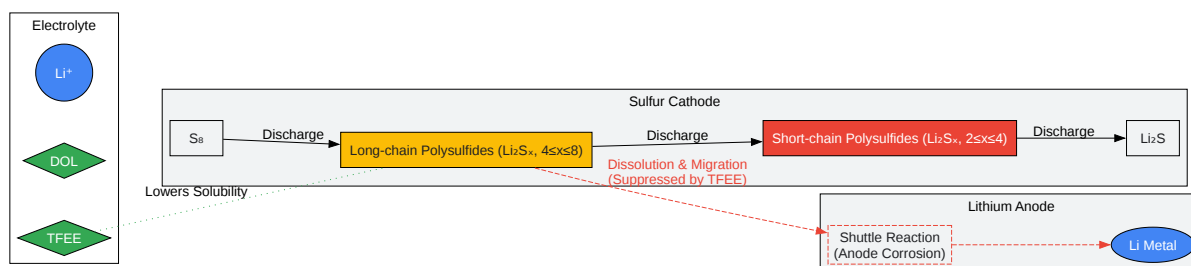 Electrolyte
Li⁺
DOL
TFEE
Lowers Solubility
Sulfur Cathode
S₈
Discharge
Long-chain Polysulfides (Li₂Sₓ, 4≤x≤8)
Discharge
Short-chain Polysulfides (Li₂Sₓ, 2≤x≤4)
Discharge
Li₂S
Dissolution & Migration
(Suppressed by TFEE)
Lithium Anode
Shuttle Reaction
(Anode Corrosion)
Li Metal